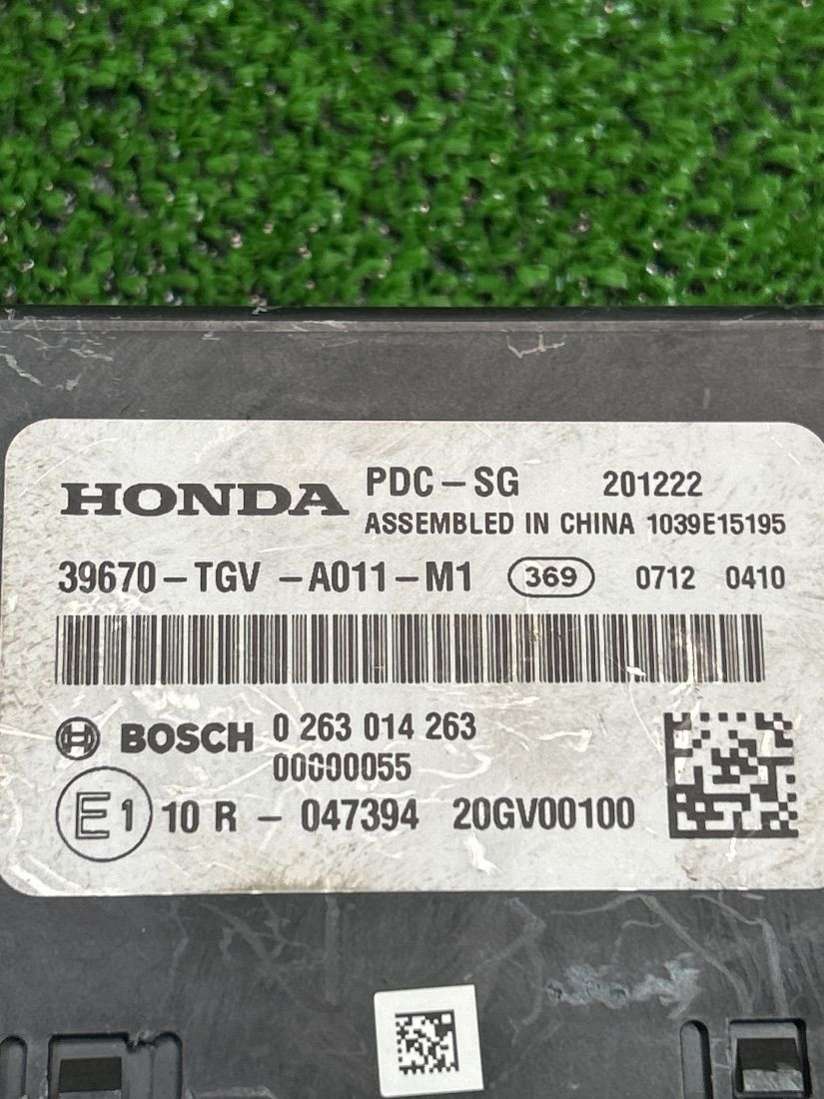 HONDA PDC-SG 201222
ASSEMBLED IN CHINA 1039E15195
39670-TGV-A011-M1 369 0712 0410
BOSCH 0 263 014 263
00000055
E1 10 R - 047394 20GV00100